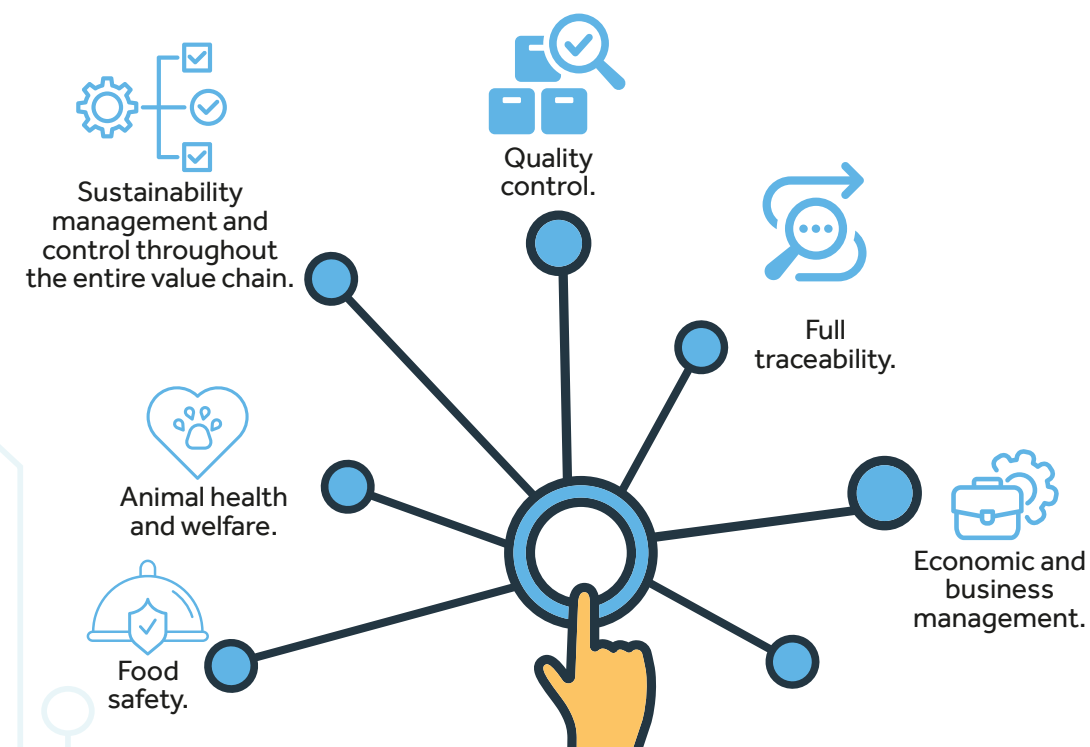 Quality
control.
Sustainability
management and
control throughout
the entire value chain.
Full
traceability.
Animal health
and welfare.
Economic and
business
management.
Food
safety.